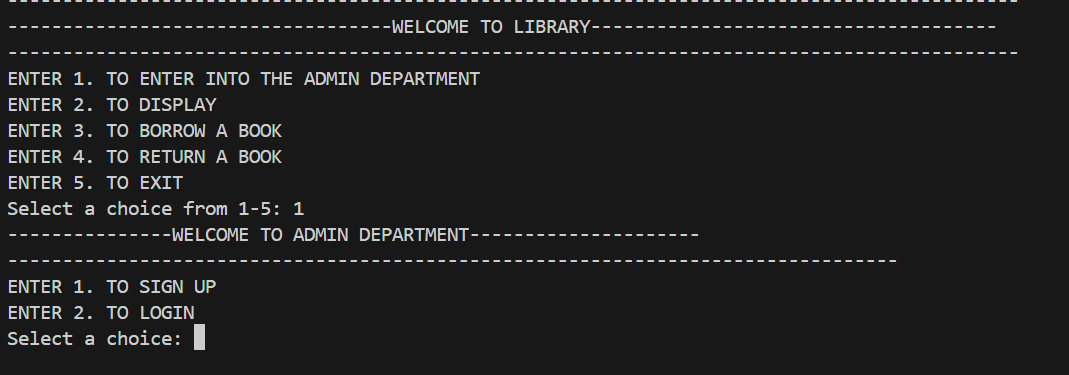 ---------------------------------------------------------------------------------------------
-----------------------------------WELCOME TO LIBRARY-------------------------------------
---------------------------------------------------------------------------------------------
ENTER 1. TO ENTER INTO THE ADMIN DEPARTMENT
ENTER 2. TO DISPLAY
ENTER 3. TO BORROW A BOOK
ENTER 4. TO RETURN A BOOK
ENTER 5. TO EXIT
Select a choice from 1-5: 1
---------------WELCOME TO ADMIN DEPARTMENT---------------------
---------------------------------------------------------------------------------
ENTER 1. TO SIGN UP
ENTER 2. TO LOGIN
Select a choice: